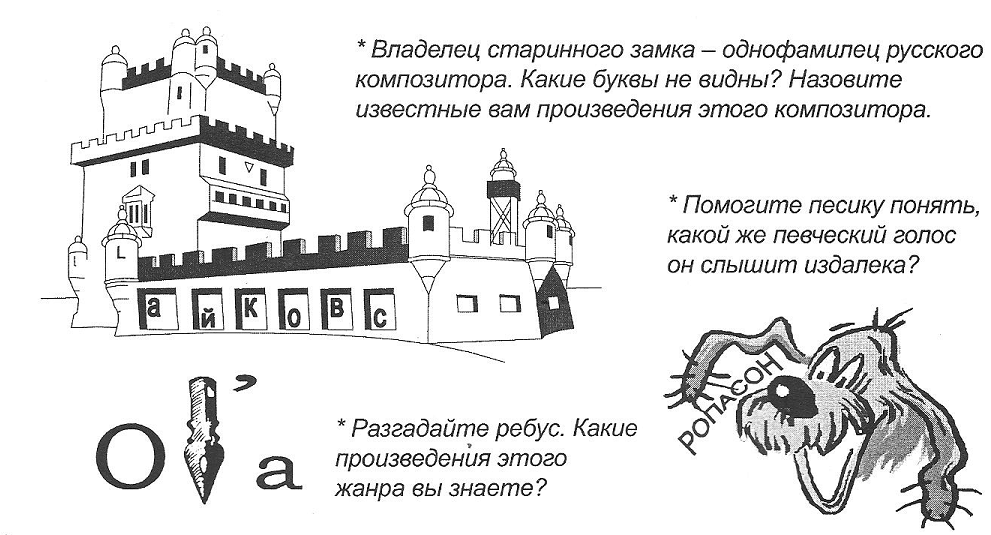 * Владелец старинного замка – однофамилец русского
композитора. Какие буквы не видны? Назовите
известные вам произведения этого композитора.
* Помогите песику понять,
какой же певческий голос
он слышит издалека?
айковс
РОПАСОН
О ’ а
* Разгадайте ребус. Какие
произведения этого
жанра вы знаете?